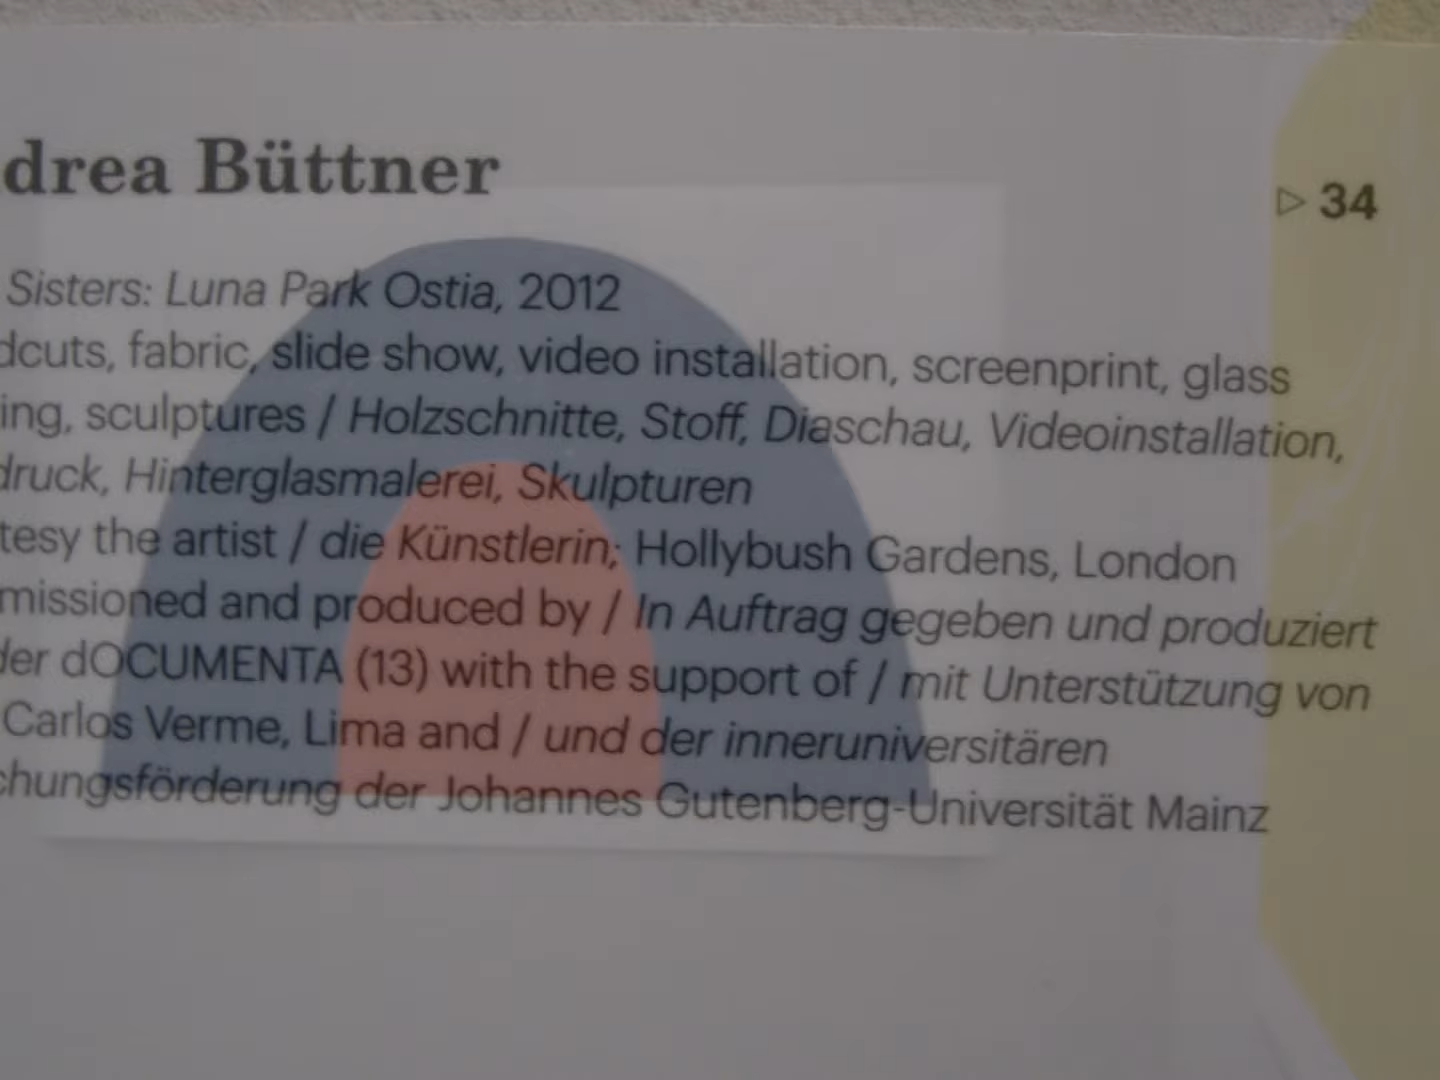 drea Büttner
▷ 34
Sisters: Luna Park Ostia, 2012
dcuts, fabric, slide show, video installation, screenprint, glass
ing, sculptures / Holzschnitte, Stoff, Diaschau, Videoinstallation,
druck, Hinterglasmalerei, Skulpturen
tesy the artist / die Künstlerin; Hollybush Gardens, London
missioned and produced by / In Auftrag gegeben und produziert
der dOCUMENTA (13) with the support of / mit Unterstützung von
Carlos Verme, Lima and / und der inneruniversitären
chungsförderung der Johannes Gutenberg-Universität Mainz